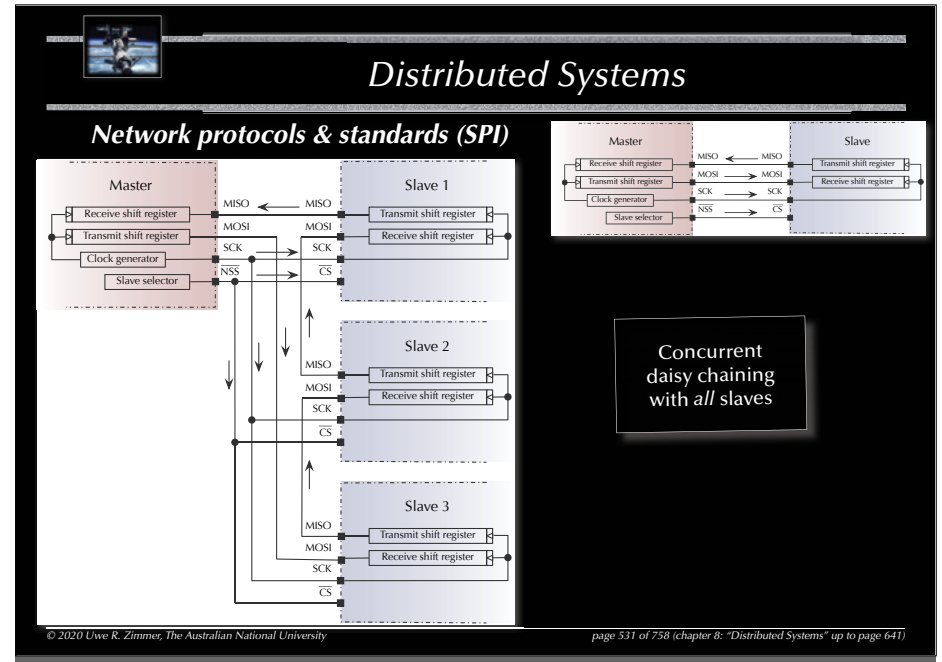 Distributed Systems
Network protocols & standards (SPI)
Master
Receive shift register
Transmit shift register
Clock generator
Slave selector
MISO
MISO
MOSI
MOSI
SCK
SCK
NSS
CS
Slave 1
Transmit shift register
Receive shift register
Slave 2
MISO
Transmit shift register
MOSI
Receive shift register
SCK
CS
Slave 3
MISO
Transmit shift register
MOSI
Receive shift register
SCK
CS
Master
Receive shift register
Transmit shift register
Clock generator
Slave selector
MISO
MISO
MOSI
MOSI
SCK
SCK
NSS
CS
Slave
Transmit shift register
Receive shift register
Concurrent
daisy chaining
with all slaves
© 2020 Uwe R. Zimmer, The Australian National University
page 531 of 758 (chapter 8: “Distributed Systems” up to page 641)